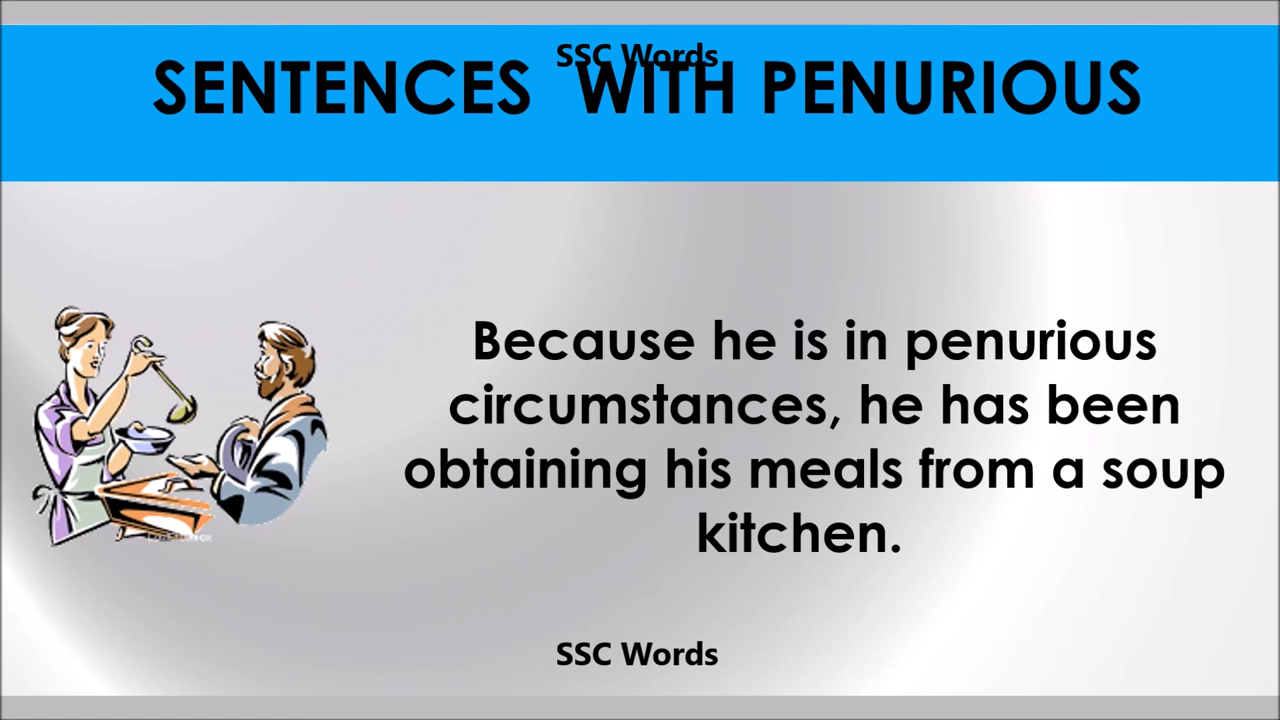 SSC Words
SENTENCES WITH PENURIOUS
Because he is in penurious
circumstances, he has been
obtaining his meals from a soup
kitchen.
SSC Words